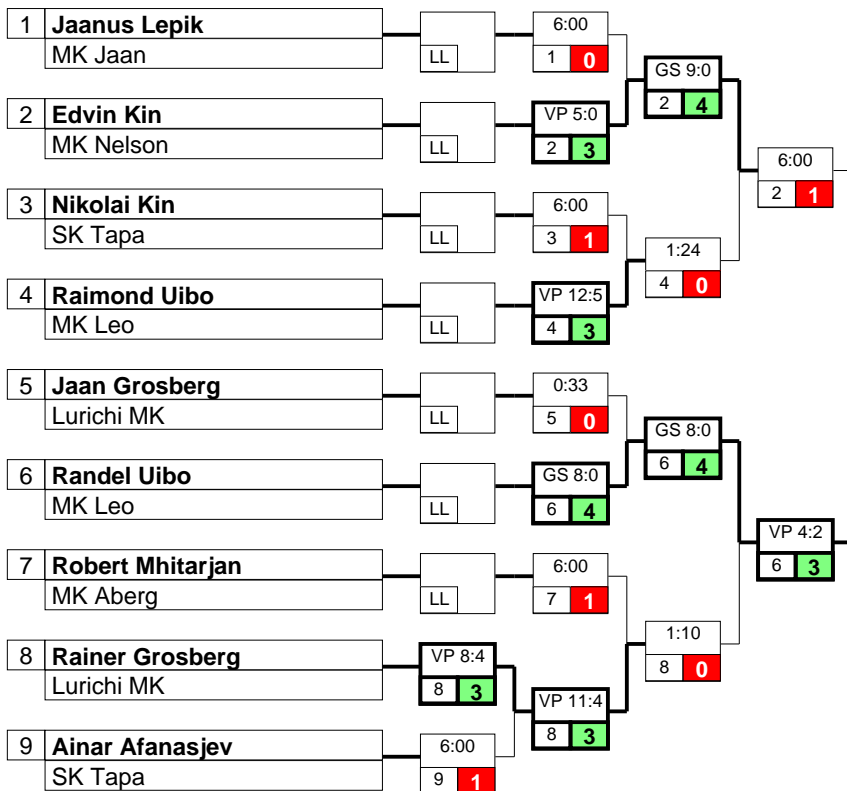 1 Jaanus Lepik
MK Jaan
LL
6:00
1 0
GS 9:0
2 4
2 Edvin Kin
MK Nelson
LL
VP 5:0
2 3
6:00
2 1
3 Nikolai Kin
SK Tapa
LL
6:00
3 1
1:24
4 0
4 Raimond Uibo
MK Leo
LL
VP 12:5
4 3
5 Jaan Grosberg
Lurichi MK
LL
0:33
5 0
GS 8:0
6 4
6 Randel Uibo
MK Leo
LL
GS 8:0
6 4
VP 4:2
6 3
7 Robert Mhitarjan
MK Aberg
LL
6:00
7 1
1:10
8 0
8 Rainer Grosberg
Lurichi MK
VP 8:4
8 3
VP 11:4
8 3
9 Ainar Afanasjev
SK Tapa
6:00
9 1